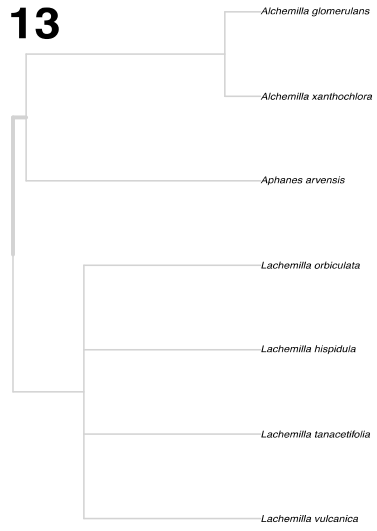 13
Alchemilla glomerulans
Alchemilla xanthochlora
Aphanes arvensis
Lachemilla orbiculata
Lachemilla hispidula
Lachemilla tanacetifolia
Lachemilla vulcanica